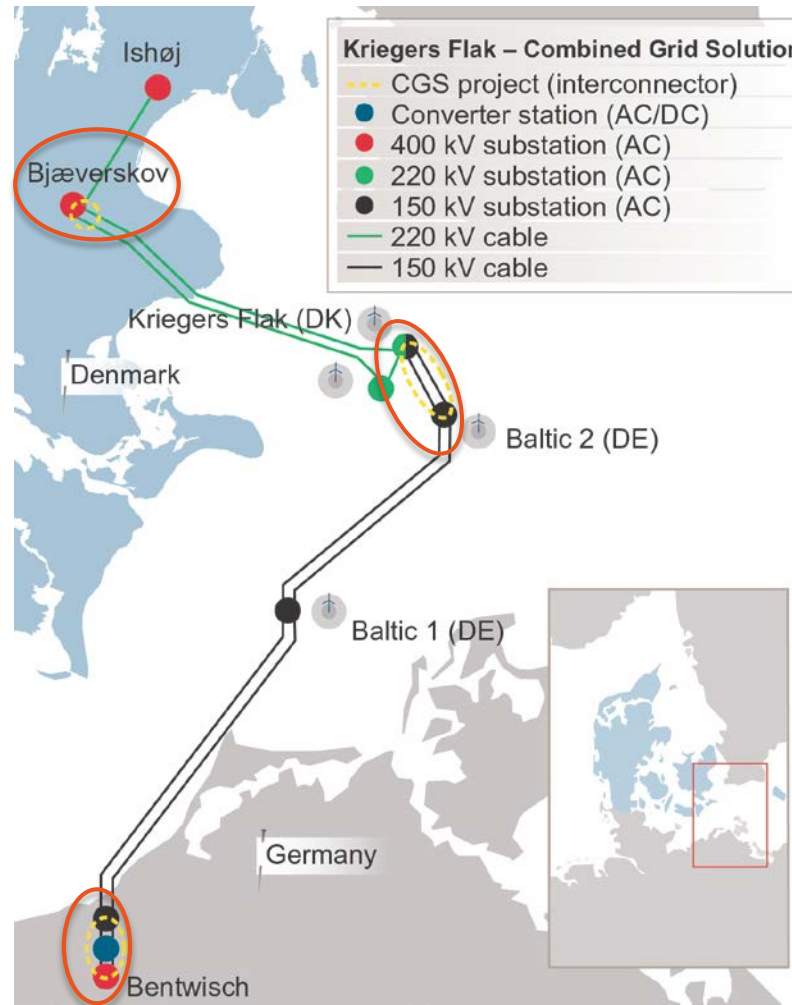 Ishøj
Bjæverskov
Kriegers Flak – Combined Grid Solution
CGS project (interconnector)
Converter station (AC/DC)
400 kV substation (AC)
220 kV substation (AC)
150 kV substation (AC)
220 kV cable
150 kV cable
Kriegers Flak (DK)
Denmark
Baltic 2 (DE)
Baltic 1 (DE)
Germany
Bentwisch